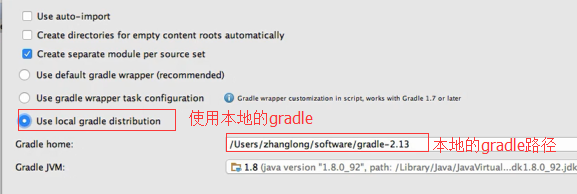 Use auto-import
Create directories for empty content roots automatically
Create separate module per source set
Use default gradle wrapper (recommended)
Use gradle wrapper task configuration Gradle wrapper customization in script, works with Gradle 1.7 or later
Use local gradle distribution 使用本地的gradle
Gradle home: /Users/zhanglong/software/gradle-2.13 本地的gradle路径
Gradle JVM: 1.8 (java version "1.8.0_92", path: /Library/Java/JavaVirtual...dk1.8.0_92.jdk